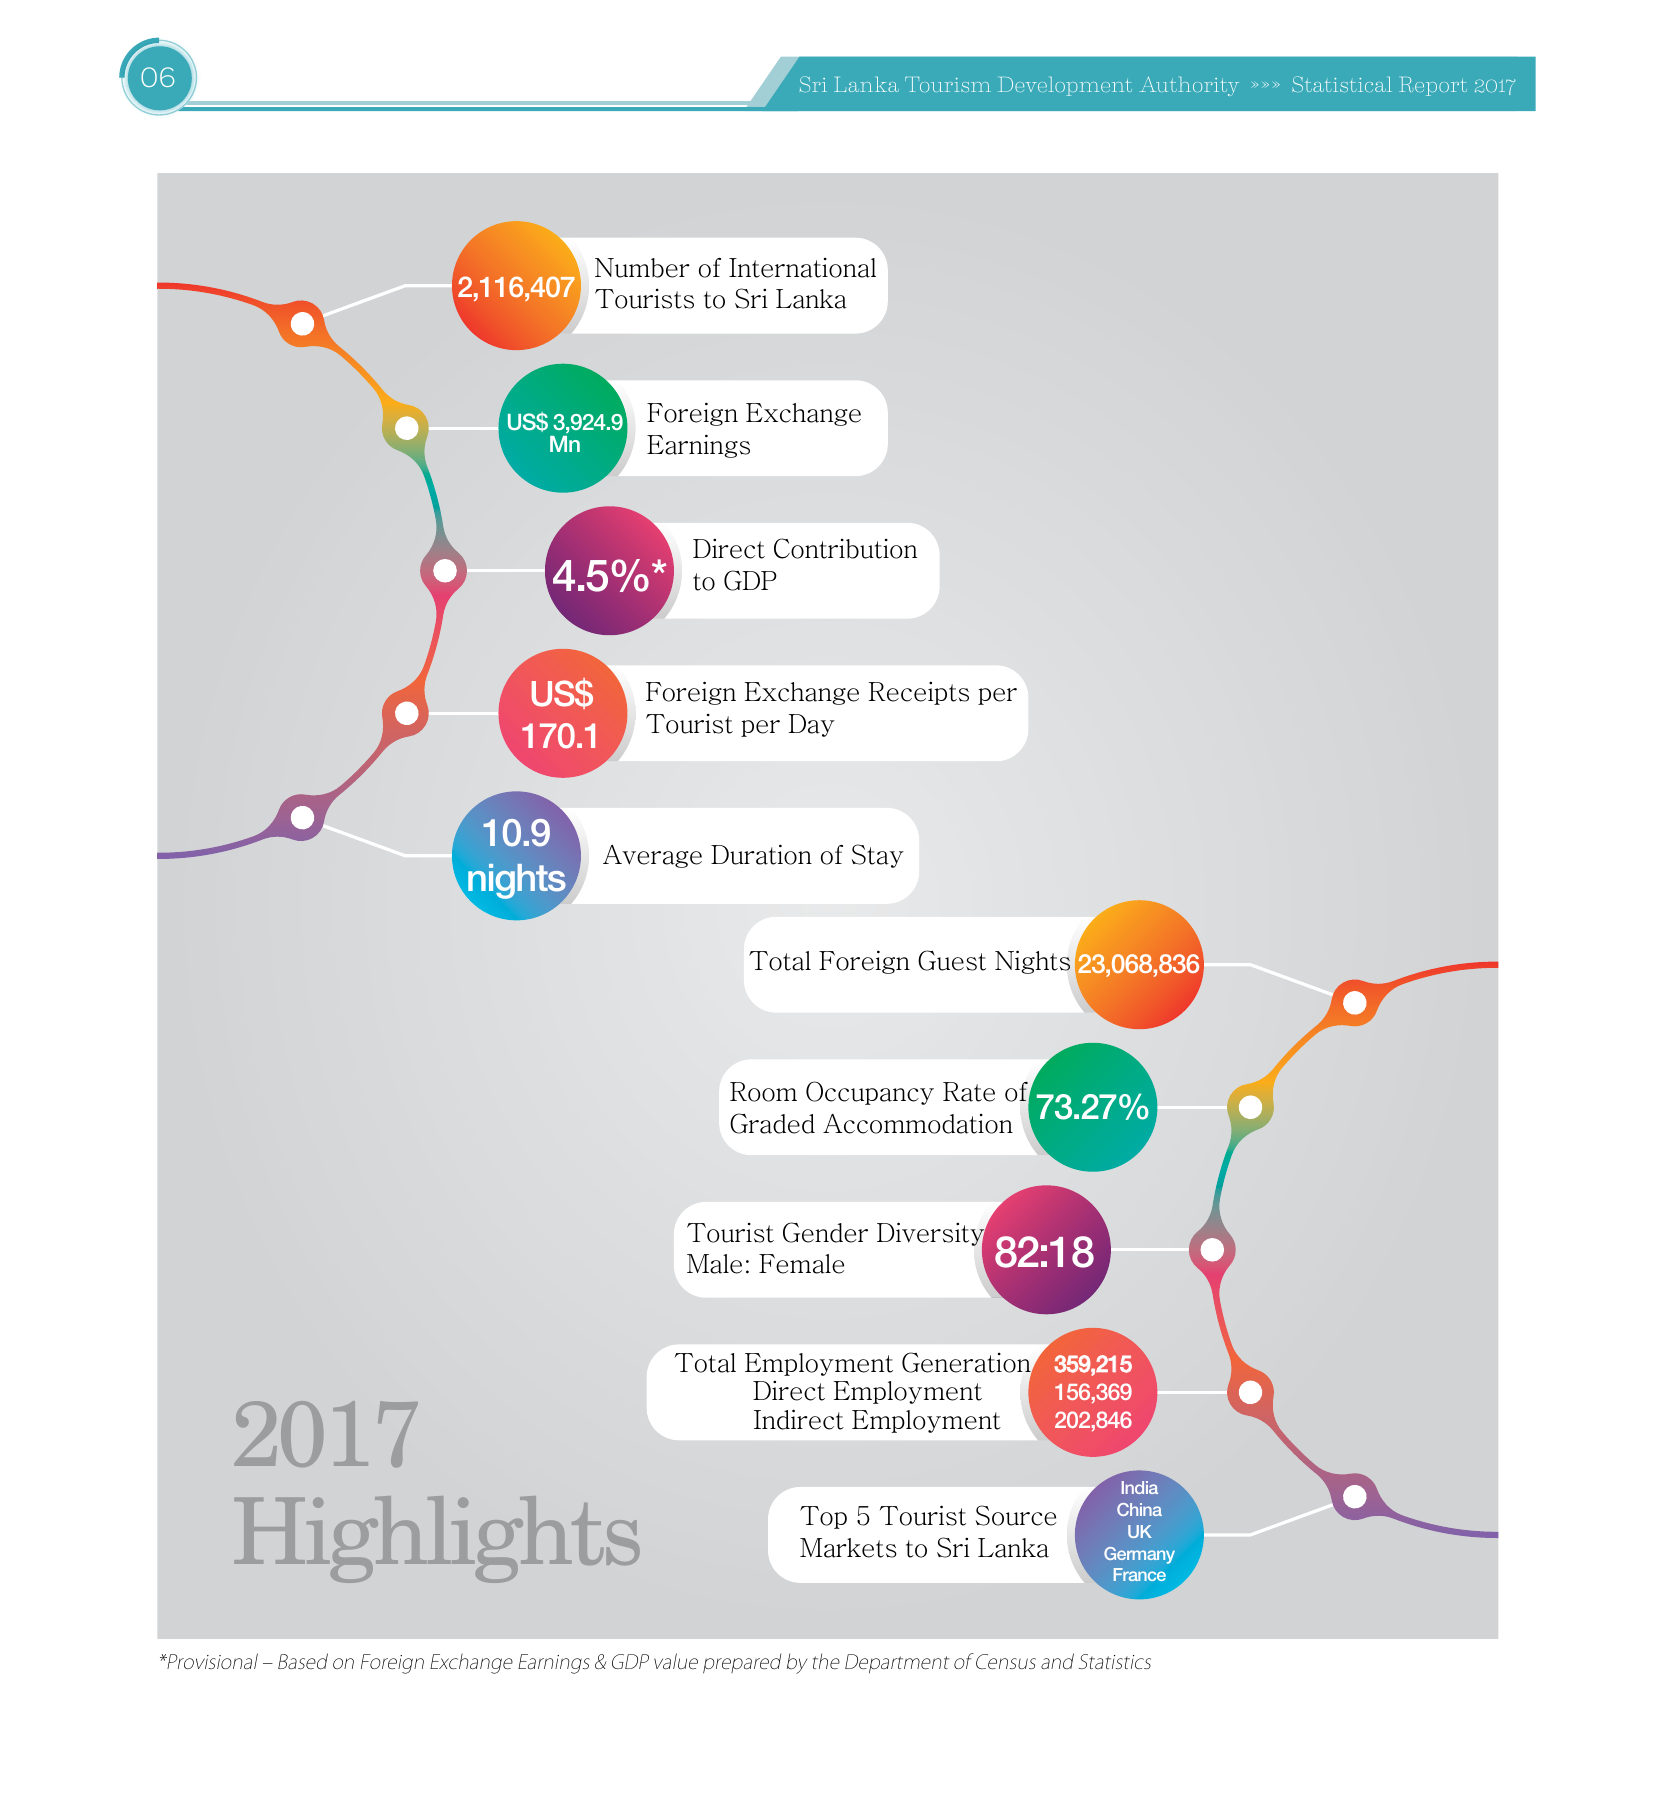 06
Sri Lanka Tourism Development Authority »»» Statistical Report 2017
2,116,407
Number of International
Tourists to Sri Lanka
US$ 3,924.9
Mn
Foreign Exchange
Earnings
4.5%*
Direct Contribution
to GDP
US$
170.1
Foreign Exchange Receipts per
Tourist per Day
10.9
nights
Average Duration of Stay
Total Foreign Guest Nights
23,068,836
Room Occupancy Rate of
Graded Accommodation
73.27%
Tourist Gender Diversity
Male: Female
82:18
Total Employment Generation 359,215
Direct Employment 156,369
Indirect Employment 202,846
Top 5 Tourist Source
Markets to Sri Lanka
India
China
UK
Germany
France
2017
Highlights
*Provisional – Based on Foreign Exchange Earnings & GDP value prepared by the Department of Census and Statistics